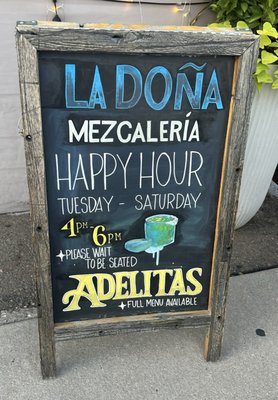 LA DOÑA
MEZCALERÍA
HAPPY HOUR
TUESDAY - SATURDAY
4PM-
6PM
PLEASE WAIT
TO BE SEATED
ADELITAS
FULL MENU AVAILABLE